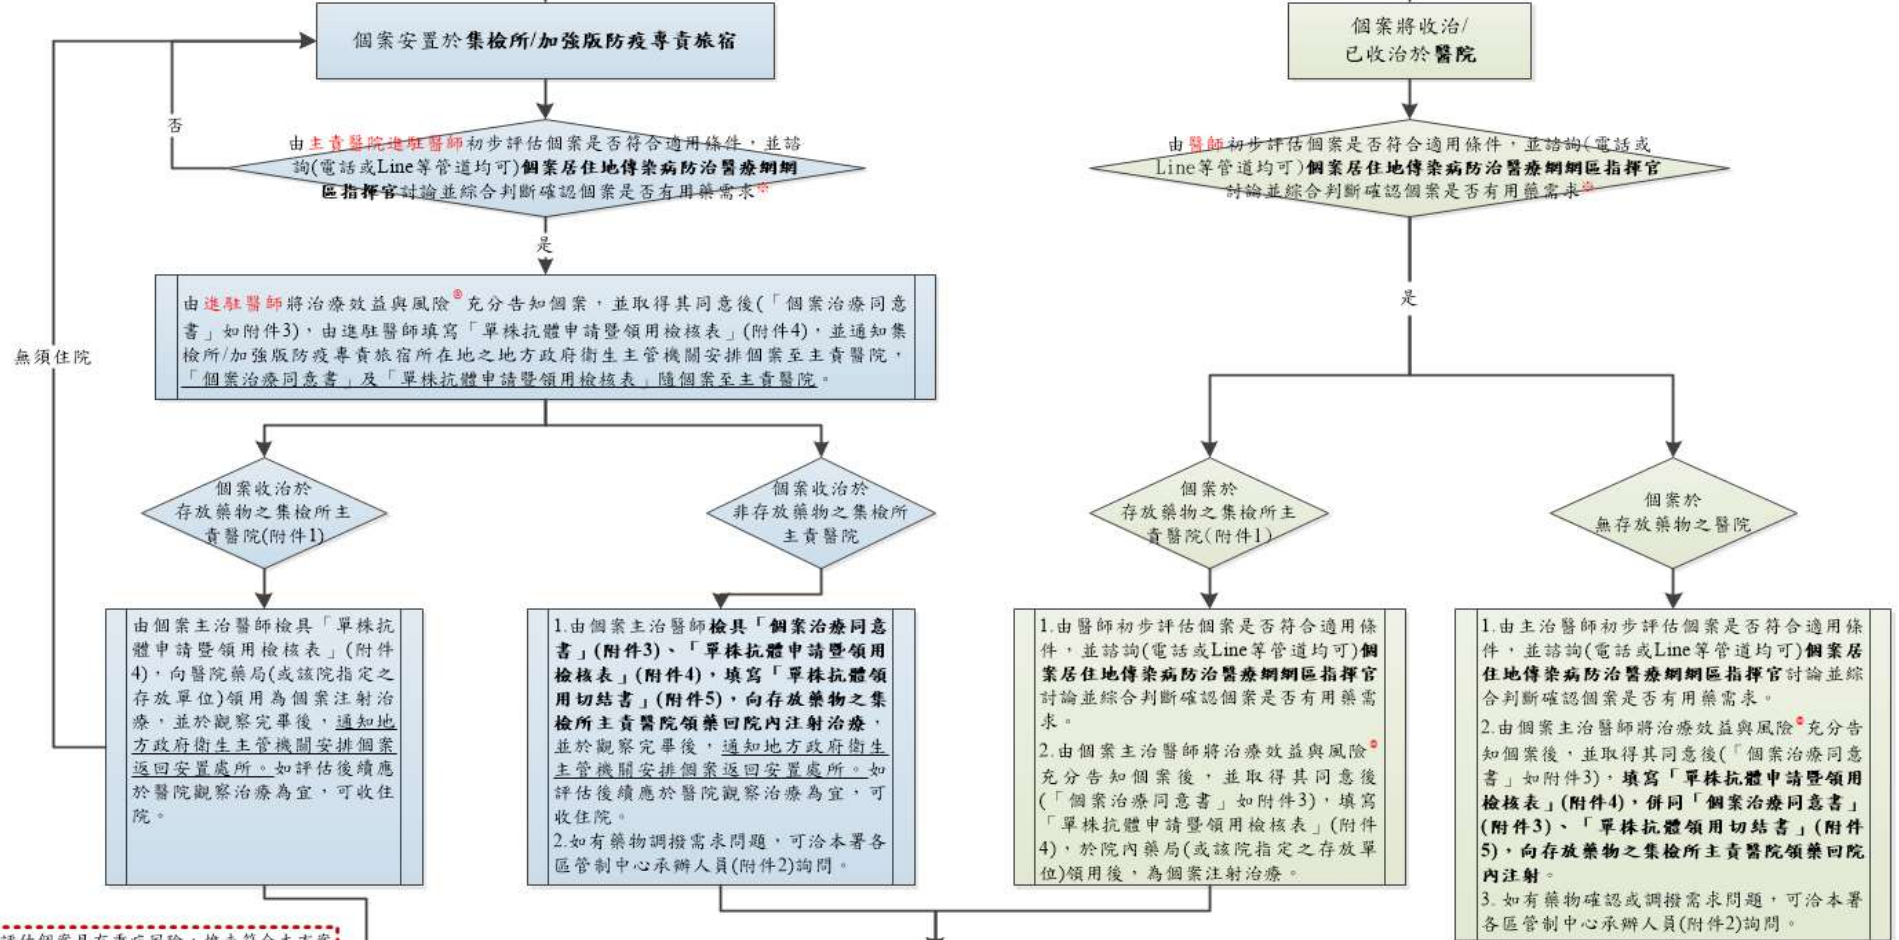 個案安置於集檢所/加強版防疫專責旅宿
否
由主責醫院進駐醫師初步評估個案是否符合適用條件，並諮
詢(電話或Line等管道均可)個案居住地傳染病防治醫療網網
區指揮官討論並綜合判斷確認個案是否有用藥需求※
是
無須住院
由進駐醫師將治療效益與風險◎充分告知個案，並取得其同意後(「個案治療同意
書」如附件3)，由進駐醫師填寫「單株抗體申請暨領用檢核表」(附件4)，並通知集
檢所/加強版防疫專責旅宿所在地之地方政府衛生主管機關安排個案至主責醫院，
「個案治療同意書」及「單株抗體申請暨領用檢核表」隨個案至主責醫院。
個案收治於
存放藥物之集檢所主
責醫院(附件1)
個案收治於
非存放藥物之集檢所
主責醫院
由個案主治醫師檢具「單株抗
體申請暨領用檢核表」(附件
4)，向醫院藥局(或該院指定之
存放單位)領用為個案注射治
療，並於觀察完畢後，通知地
方政府衛生主管機關安排個案
返回安置處所。如評估後續應
於醫院觀察治療為宜，可收住
院。
1.由個案主治醫師檢具「個案治療同意
書」(附件3)、「單株抗體申請暨領用
檢核表」(附件4)，填寫「單株抗體領
用切結書」(附件5)，向存放藥物之集
檢所主責醫院領藥回院內注射治療，
並於觀察完畢後，通知地方政府衛生
主管機關安排個案返回安置處所。如
評估後續應於醫院觀察治療為宜，可
收住院。
2.如有藥物調撥需求問題，可洽本署各
區管制中心承辦人員(附件2)詢問。
個案將收治/
已收治於醫院
由醫師初步評估個案是否符合適用條件，並諮詢(電話或
Line等管道均可)個案居住地傳染病防治醫療網網區指揮官
討論並綜合判斷確認個案是否有用藥需求※
是
個案於
存放藥物之集檢所主
責醫院(附件1)
個案於
無存放藥物之醫院
1.由醫師初步評估個案是否符合適用條
件，並諮詢(電話或Line等管道均可)個
案居住地傳染病防治醫療網網區指揮官
討論並綜合判斷確認個案是否有用藥需
求。
2.由個案主治醫師將治療效益與風險◎
充分告知個案後，並取得其同意後
(「個案治療同意書」如附件3)，填寫
「單株抗體申請暨領用檢核表」(附件
4)，於院內藥局(或該院指定之存放單
位)領用後，為個案注射治療。
1.由主治醫師初步評估個案是否符合適用條
件，並諮詢(電話或Line等管道均可)個案居
住地傳染病防治醫療網網區指揮官討論並綜
合判斷確認個案是否有用藥需求。
2.由個案主治醫師將治療效益與風險◎充分告
知個案後，並取得其同意後(「個案治療同意
書」如附件3)，填寫「單株抗體申請暨領用
檢核表」(附件4)，併同「個案治療同意書」
(附件3)、「單株抗體領用切結書」(附件
5)，向存放藥物之集檢所主責醫院領藥回院
內注射。
3. 如有藥物確認或調撥需求問題，可洽本署
各區管制中心承辦人員(附件2)詢問。